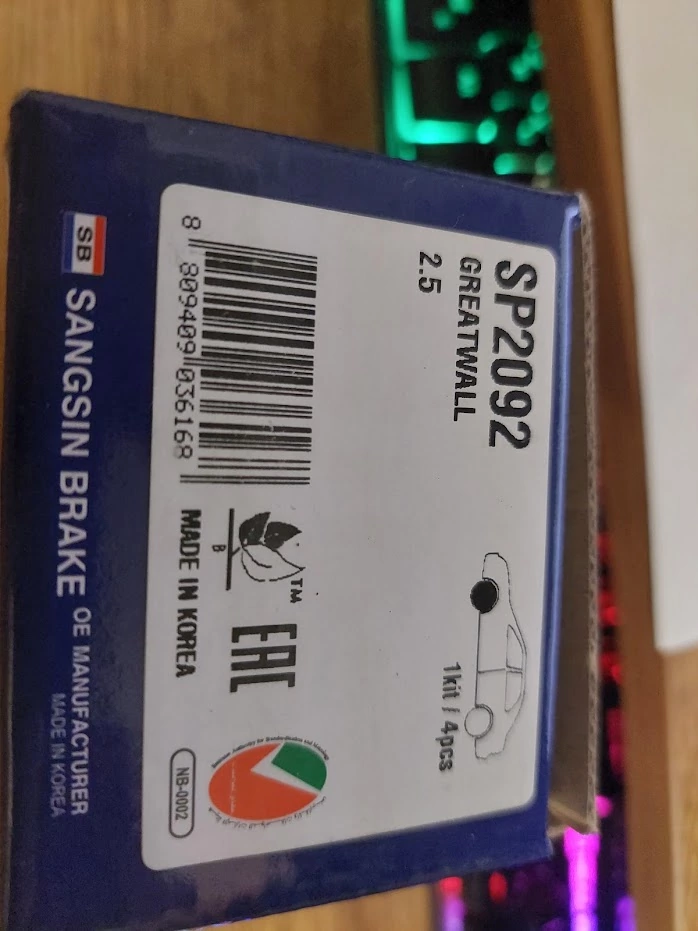 SP2092
GREATWALL
2.5
1kit / 4pcs
8 809409 036168
B
TM
EAC
MADE IN KOREA
NB-0002
SB SANGSIN BRAKE OE MANUFACTURER
MADE IN KOREA